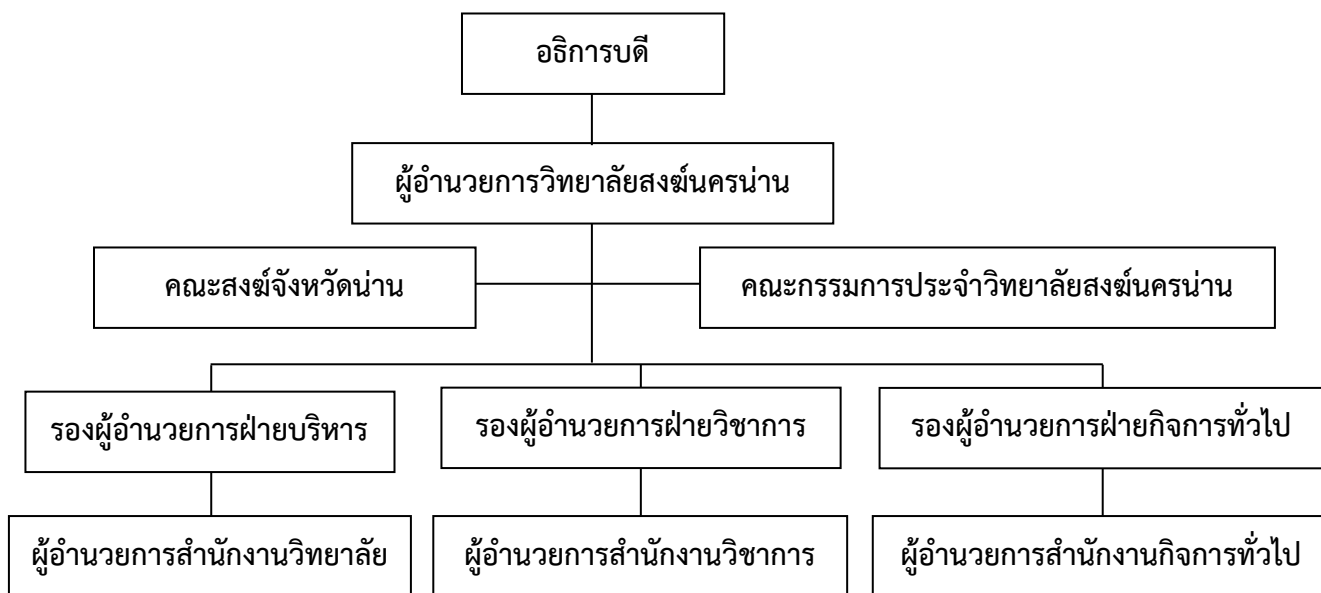 อธิการบดี
ผู้อำนวยการวิทยาลัยสงฆ์นครน่าน
คณะสงฆ์จังหวัดน่าน
คณะกรรมการประจำวิทยาลัยสงฆ์นครน่าน
รองผู้อำนวยการฝ่ายบริหาร
รองผู้อำนวยการฝ่ายวิชาการ
รองผู้อำนวยการฝ่ายกิจการทั่วไป
ผู้อำนวยการสำนักงานวิทยาลัย
ผู้อำนวยการสำนักงานวิชาการ
ผู้อำนวยการสำนักงานกิจการทั่วไป